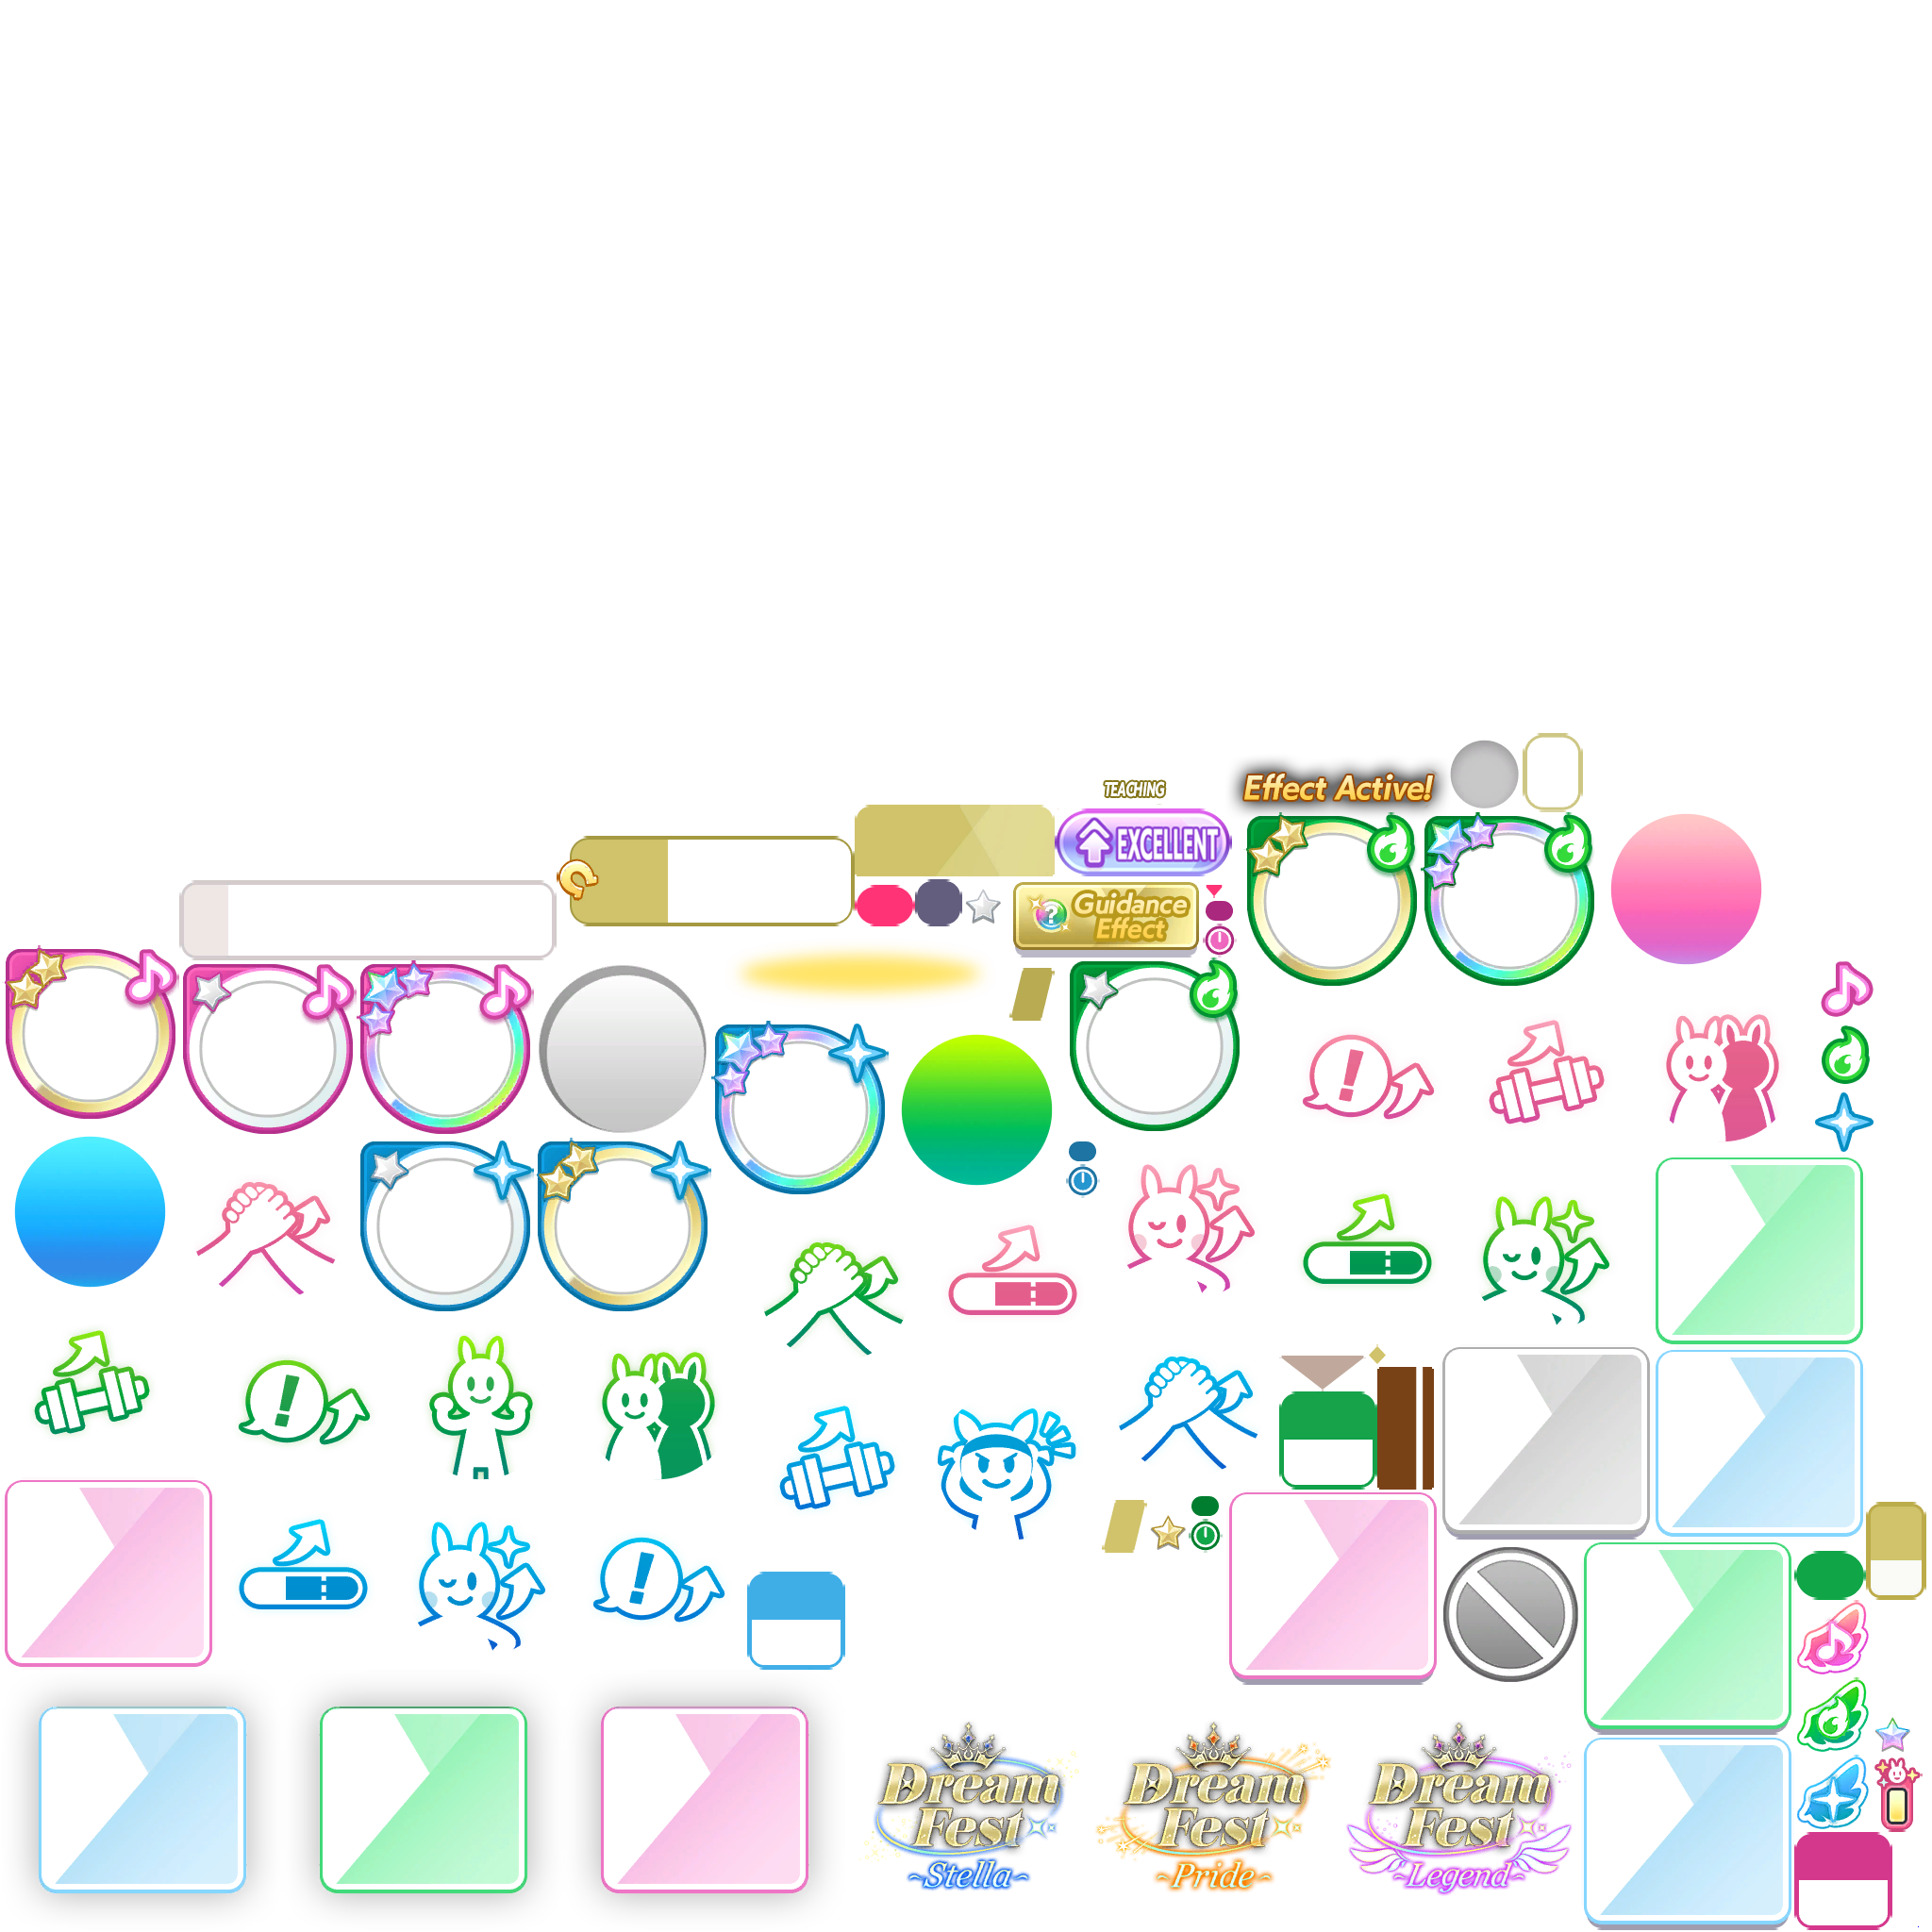 TEACHING
Effect Active!
EXCELLENT
Guidance
Effect
Dream
Fest
~Stella~
Dream
Fest
~Pride~
Dream
Fest
~Legend~